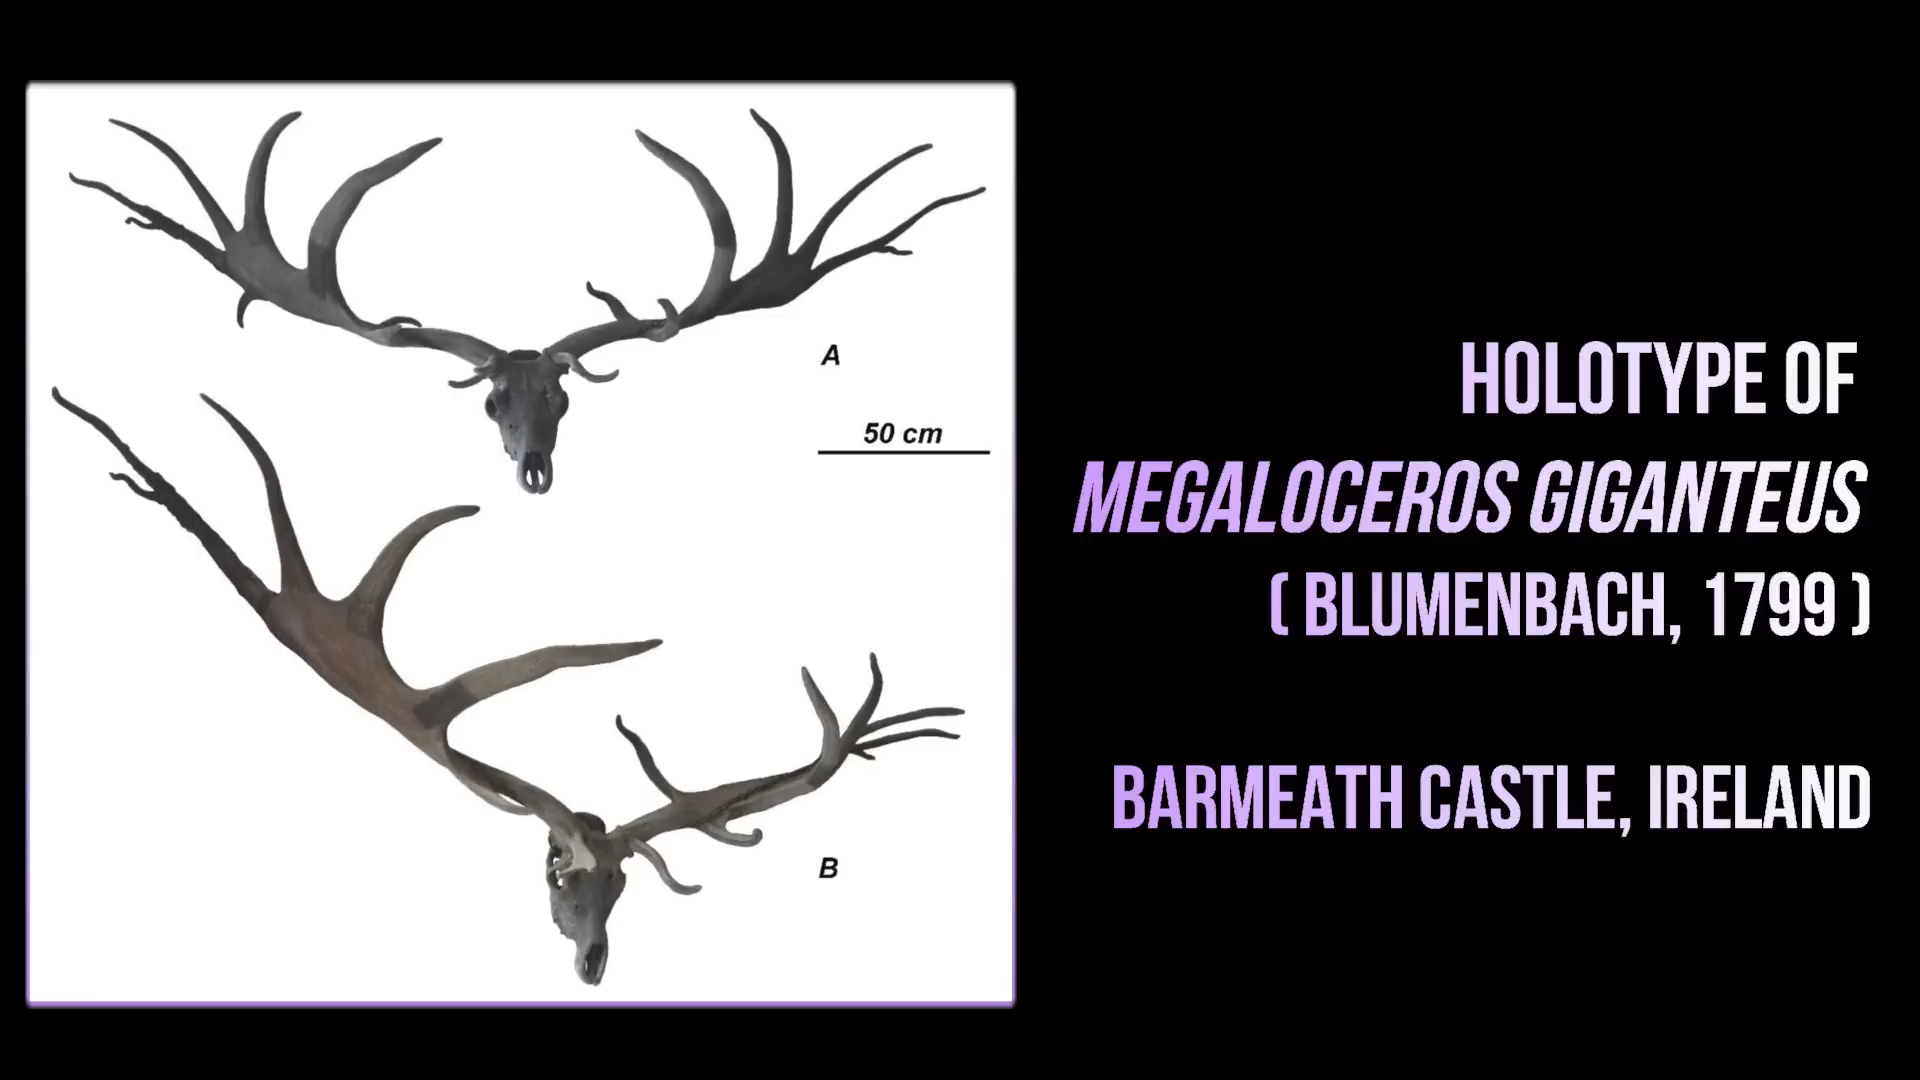 A
50 cm
B
HOLOTYPE OF
MEGALOCEROS GIGANTEUS
( BLUMENBACH, 1799 )
BARMEATH CASTLE, IRELAND